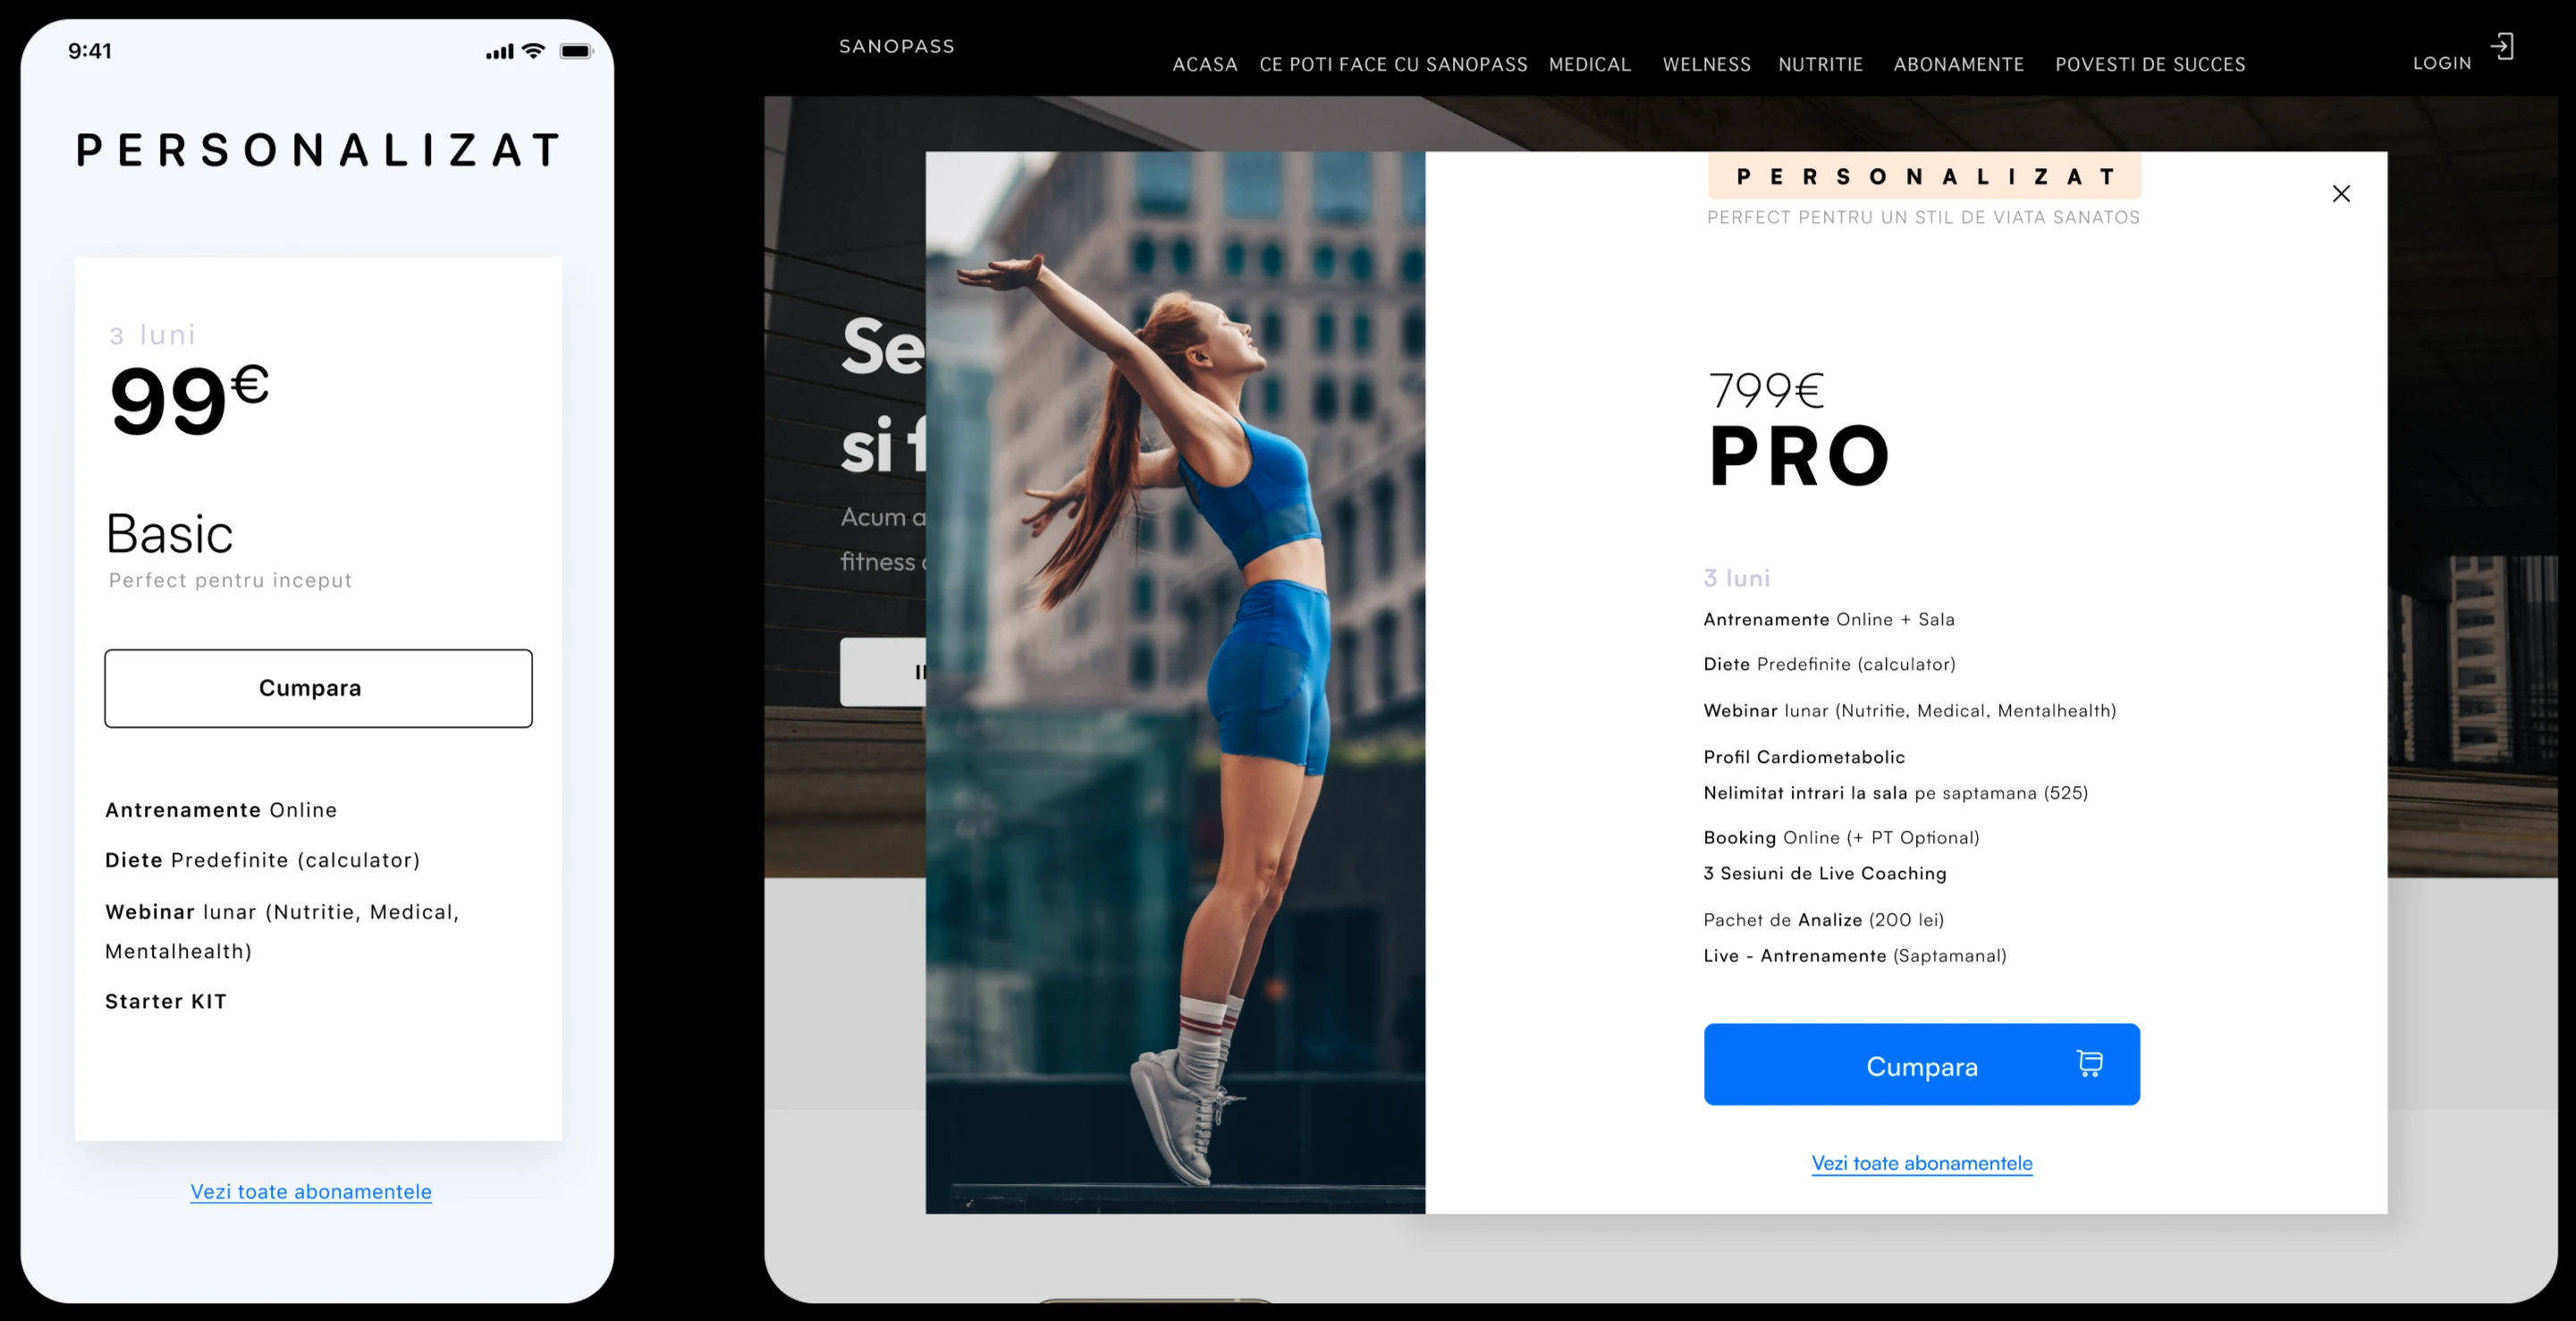 9:41
PERSONALIZAT
3 luni
99€
Basic
Perfect pentru inceput
Cumpara
Antrenamente Online
Diete Predefinite (calculator)
Webinar lunar (Nutritie, Medical,
Mentalhealth)
Starter KIT
Vezi toate abonamentele
SANOPASS
ACASA CE POTI FACE CU SANOPASS MEDICAL WELNESS NUTRITIE ABONAMENTE POVESTI DE SUCCES
LOGIN
Se
si f
Acum a
fitness
PERSONALIZAT
PERFECT PENTRU UN STIL DE VIATA SANATOS
799€
PRO
3 luni
Antrenamente Online + Sala
Diete Predefinite (calculator)
Webinar lunar (Nutritie, Medical, Mentalhealth)
Profil Cardiometabolic
Nelimitat intrari la sala pe saptamana (525)
Booking Online (+ PT Optional)
3 Sesiuni de Live Coaching
Pachet de Analize (200 lei)
Live - Antrenamente (Saptamanal)
Cumpara
Vezi toate abonamentele